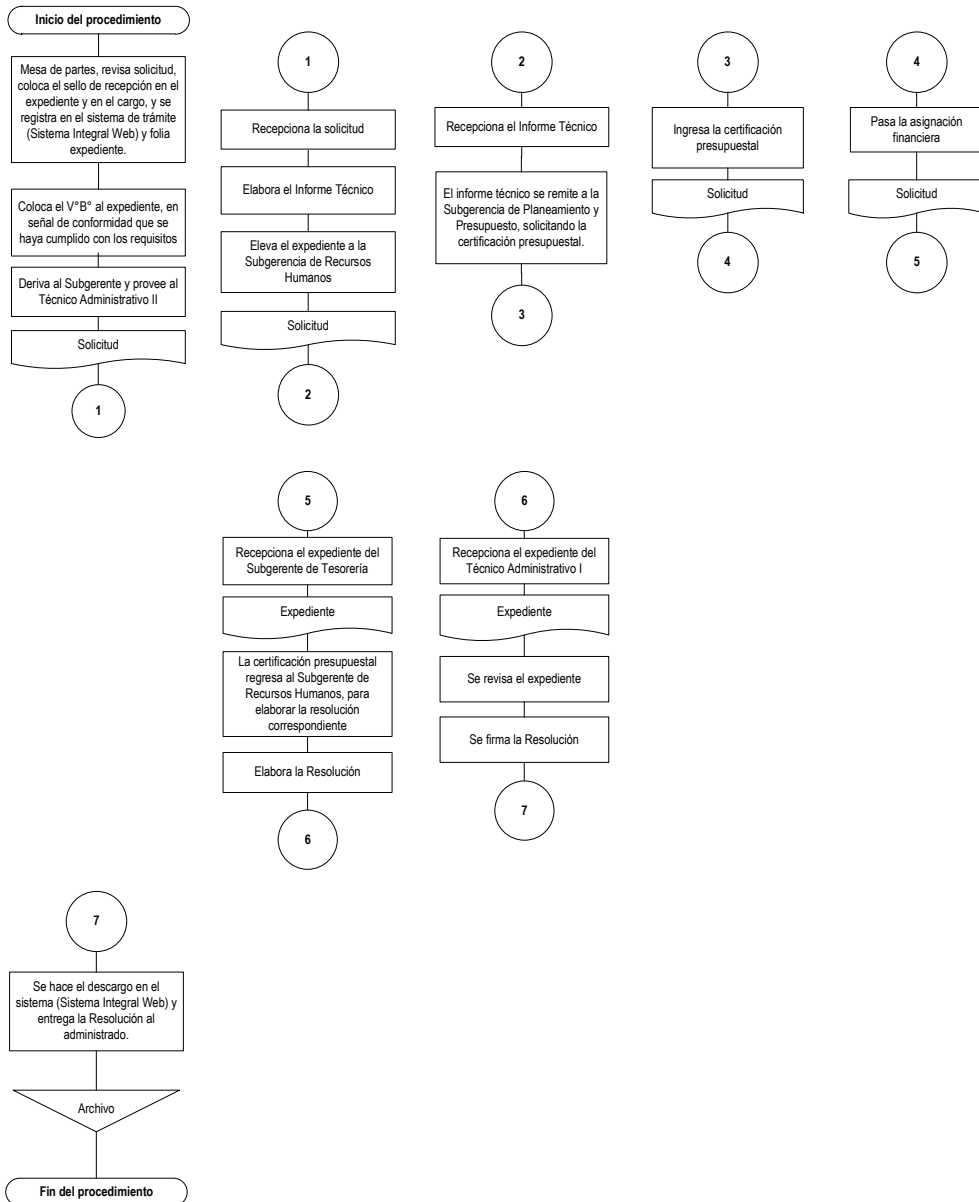 Inicio del procedimiento
Mesa de partes, revisa solicitud,
coloca el sello de recepción en el
expediente y en el cargo, y se
registra en el sistema de trámite
(Sistema Integral Web) y folia
expediente.
Coloca el V°B° al expediente, en
señal de conformidad que se
haya cumplido con los requisitos
Deriva al Subgerente y provee al
Técnico Administrativo II
Solicitud
1
1
Recepciona la solicitud
Elabora el Informe Técnico
Eleva el expediente a la
Subgerencia de Recursos
Humanos
Solicitud
2
2
Recepciona el Informe Técnico
El informe técnico se remite a la
Subgerencia de Planeamiento y
Presupuesto, solicitando la
certificación presupuestal.
3
3
Ingresa la certificación
presupuestal
Solicitud
4
4
Pasa la asignación
financiera
Solicitud
5
5
Recepciona el expediente del
Subgerente de Tesorería
Expediente
La certificación presupuestal
regresa al Subgerente de
Recursos Humanos, para
elaborar la resolución
correspondiente
Elabora la Resolución
6
6
Recepciona el expediente del
Técnico Administrativo I
Expediente
Se revisa el expediente
Se firma la Resolución
7
7
Se hace el descargo en el
sistema (Sistema Integral Web) y
entrega la Resolución al
administrado.
Archivo
Fin del procedimiento